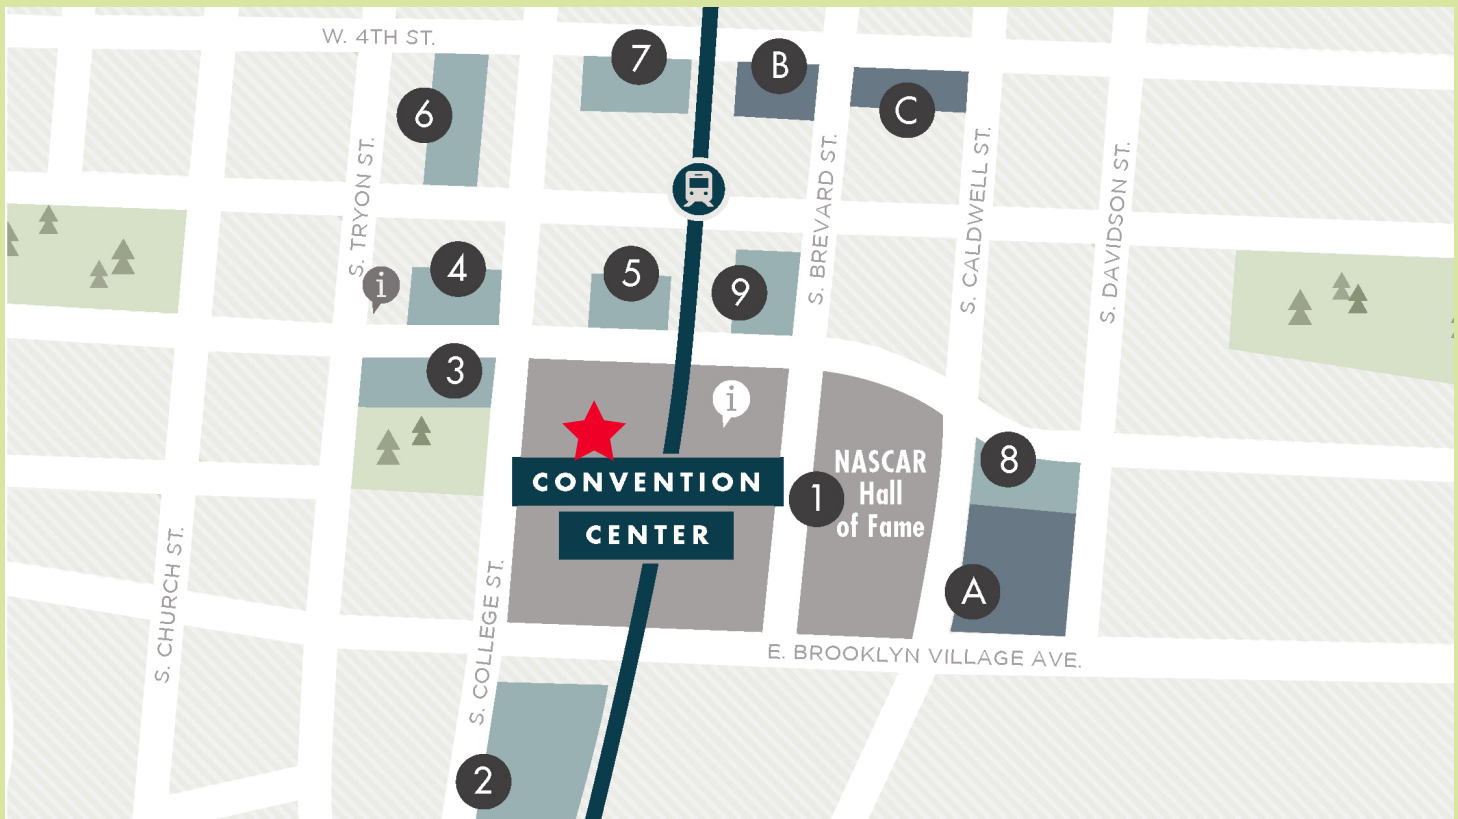 W. 4TH ST.
7
B
6
C
S. TRYON ST.
S. BREVARD ST.
S. CALDWELL ST.
S. DAVIDSON ST.
i
4
5
9
3
i
8
CONVENTION
CENTER
1
NASCAR
Hall
of Fame
A
S. CHURCH ST.
S. COLLEGE ST.
E. BROOKLYN VILLAGE AVE.
2